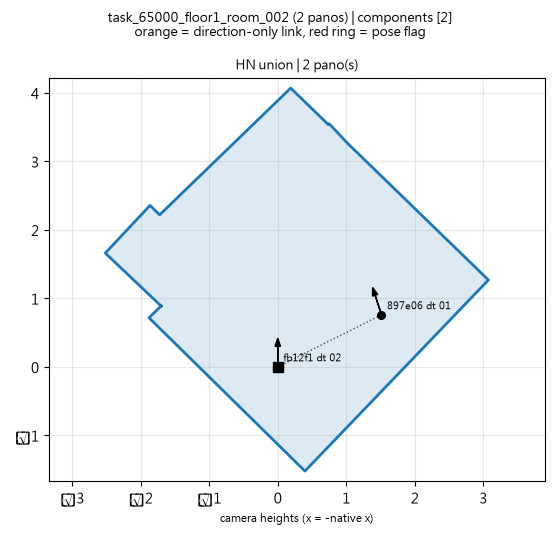 task_65000_floor1_room_002 (2 panos) | components [2]
orange = direction-only link, red ring = pose flag
HN union | 2 pano(s)
4
3
2
1
0
1
897e06 dt 01
fb12f1 dt 02
3 2 1 0 1 2 3
camera heights (x = -native x)